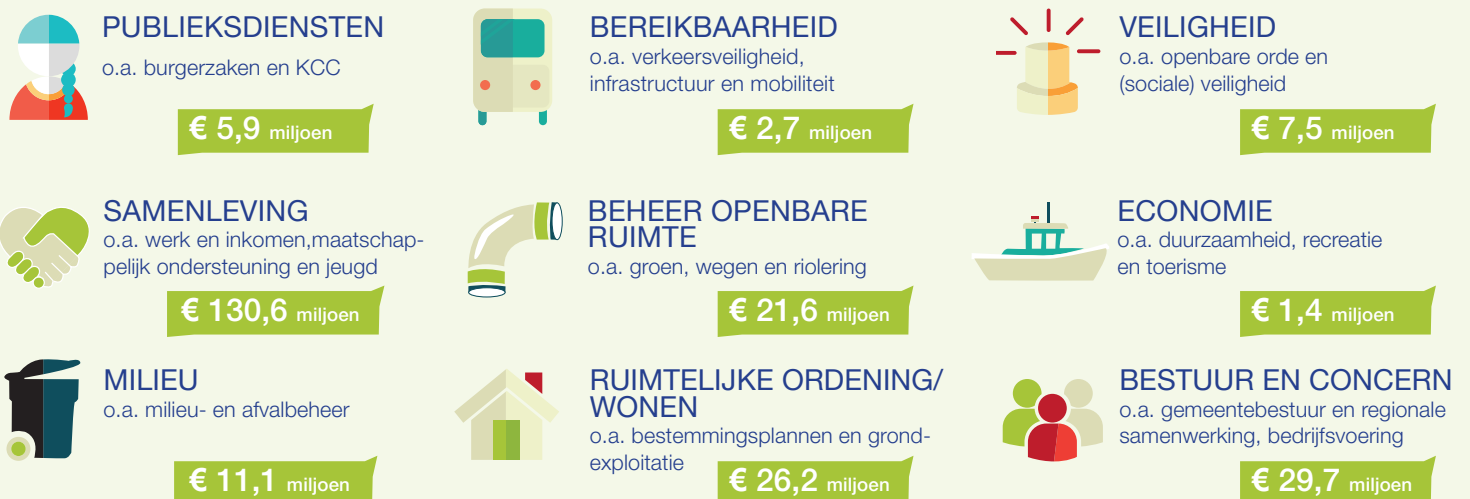 PUBLIEKSDIENSTEN
o.a. burgerzaken en KCC
€ 5,9 miljoen
BEREIKBAARHEID
o.a. verkeersveiligheid,
infrastructuur en mobiliteit
€ 2,7 miljoen
VEILIGHEID
o.a. openbare orde en
(sociale) veiligheid
€ 7,5 miljoen
SAMENLEVING
o.a. werk en inkomen,maatschap-
pelijk ondersteuning en jeugd
€ 130,6 miljoen
BEHEER OPENBARE
RUIMTE
o.a. groen, wegen en riolering
€ 21,6 miljoen
ECONOMIE
o.a. duurzaamheid, recreatie
en toerisme
€ 1,4 miljoen
MILIEU
o.a. milieu- en afvalbeheer
€ 11,1 miljoen
RUIMTELIJKE ORDENING/
WONEN
o.a. bestemmingsplannen en grond-
exploitatie
€ 26,2 miljoen
BESTUUR EN CONCERN
o.a. gemeentebestuur en regionale
samenwerking, bedrijfsvoering
€ 29,7 miljoen